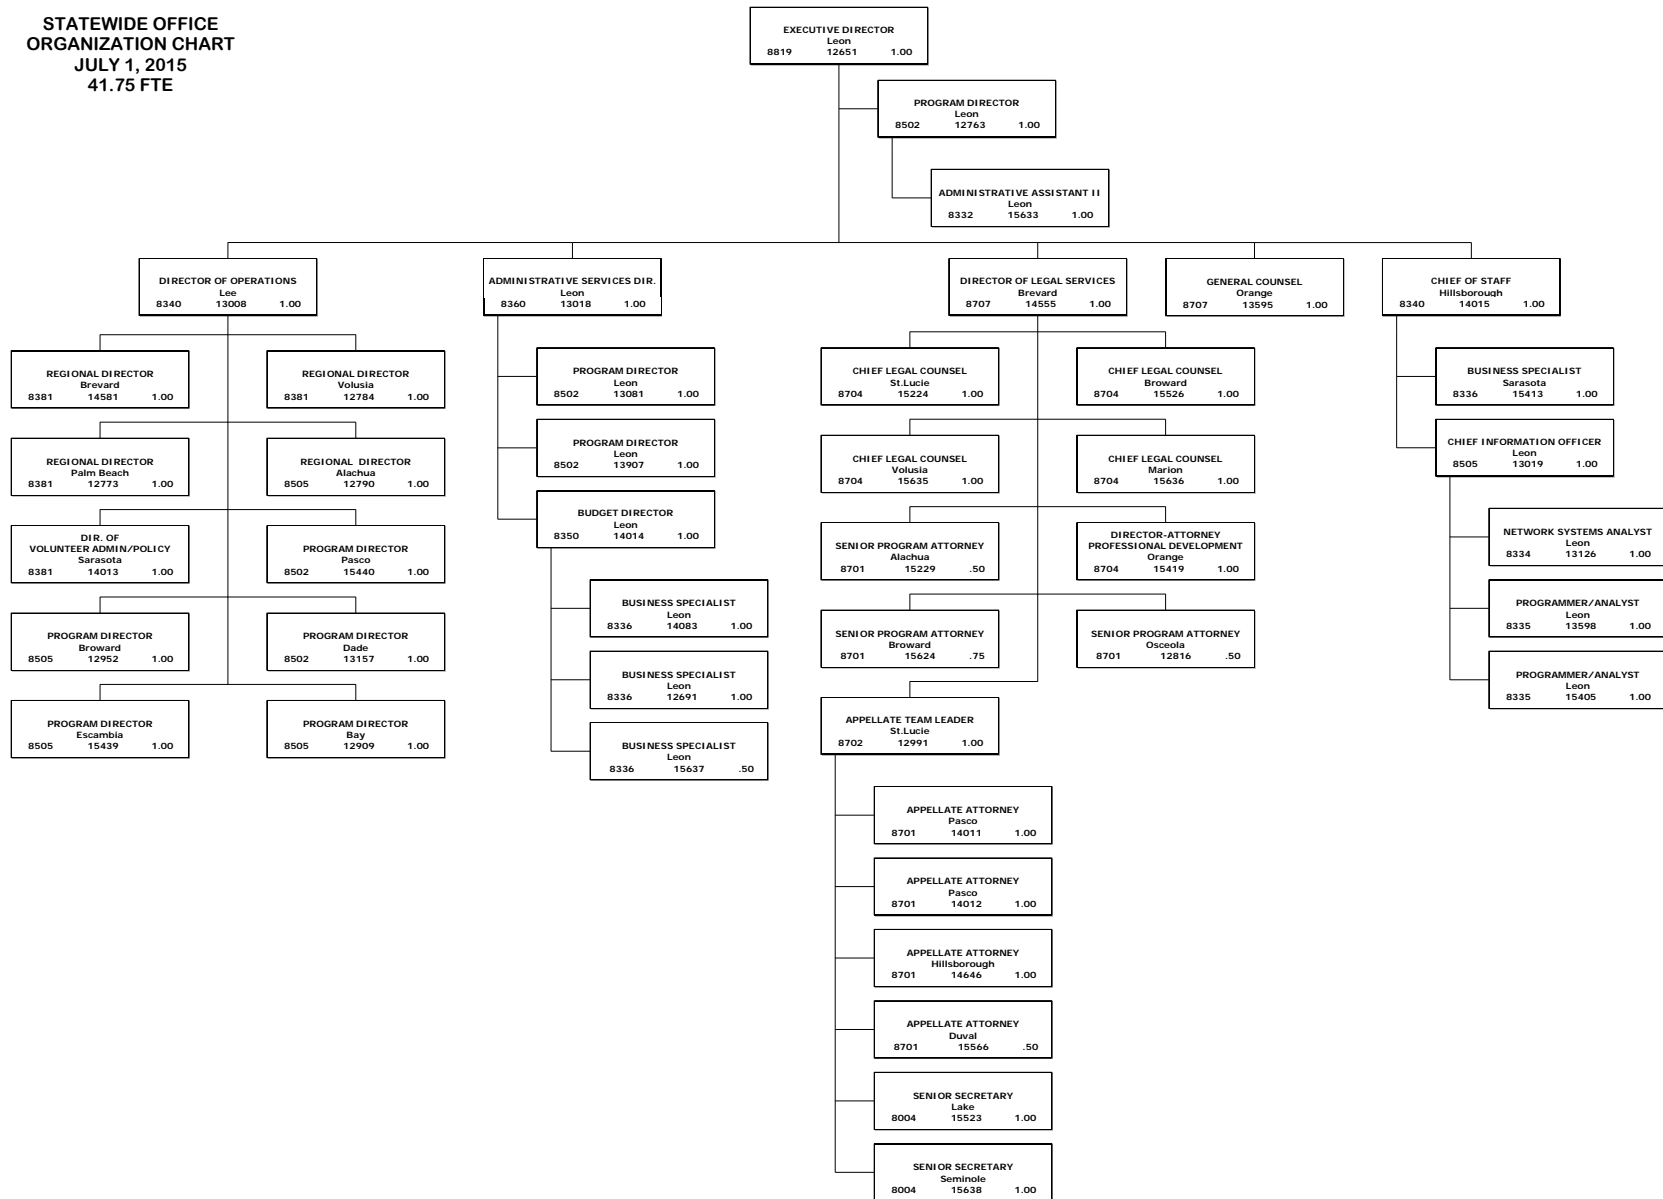 STATEWIDE OFFICE
ORGANIZATION CHART
JULY 1, 2015
41.75 FTE
EXECUTIVE DIRECTOR
Leon
8819 12651 1.00
PROGRAM DIRECTOR
Leon
8502 12763 1.00
ADMINISTRATIVE ASSISTANT II
Leon
8332 15633 1.00
DIRECTOR OF OPERATIONS
Lee
8340 13008 1.00
REGIONAL DIRECTOR
Brevard
8381 14581 1.00
REGIONAL DIRECTOR
Volusia
8381 12784 1.00
REGIONAL DIRECTOR
Palm Beach
8381 12773 1.00
REGIONAL DIRECTOR
Alachua
8505 12790 1.00
DIR. OF
VOLUNTEER ADMIN/POLICY
Sarasota
8381 14013 1.00
PROGRAM DIRECTOR
Pasco
8502 15440 1.00
PROGRAM DIRECTOR
Broward
8505 12952 1.00
PROGRAM DIRECTOR
Dade
8502 13157 1.00
PROGRAM DIRECTOR
Escambia
8505 15439 1.00
PROGRAM DIRECTOR
Bay
8505 12909 1.00
ADMINISTRATIVE SERVICES DIR.
Leon
8360 13018 1.00
PROGRAM DIRECTOR
Leon
8502 13081 1.00
PROGRAM DIRECTOR
Leon
8502 13907 1.00
BUDGET DIRECTOR
Leon
8350 14014 1.00
BUSINESS SPECIALIST
Leon
8336 14083 1.00
BUSINESS SPECIALIST
Leon
8336 12691 1.00
BUSINESS SPECIALIST
Leon
8336 15637 .50
DIRECTOR OF LEGAL SERVICES
Brevard
8707 14555 1.00
CHIEF LEGAL COUNSEL
St.Lucie
8704 15224 1.00
CHIEF LEGAL COUNSEL
Broward
8704 15526 1.00
CHIEF LEGAL COUNSEL
Volusia
8704 15635 1.00
CHIEF LEGAL COUNSEL
Marion
8704 15636 1.00
SENIOR PROGRAM ATTORNEY
Alachua
8701 15229 .50
DIRECTOR-ATTORNEY
PROFESSIONAL DEVELOPMENT
Orange
8704 15419 1.00
SENIOR PROGRAM ATTORNEY
Broward
8701 15624 .75
SENIOR PROGRAM ATTORNEY
Osceola
8701 12816 .50
APPELLATE TEAM LEADER
St.Lucie
8702 12991 1.00
APPELLATE ATTORNEY
Pasco
8701 14011 1.00
APPELLATE ATTORNEY
Pasco
8701 14012 1.00
APPELLATE ATTORNEY
Hillsborough
8701 14646 1.00
APPELLATE ATTORNEY
Duval
8701 15566 .50
SENIOR SECRETARY
Lake
8004 15523 1.00
SENIOR SECRETARY
Seminole
8004 15638 1.00
GENERAL COUNSEL
Orange
8707 13595 1.00
CHIEF OF STAFF
Hillsborough
8340 14015 1.00
BUSINESS SPECIALIST
Sarasota
8336 15413 1.00
CHIEF INFORMATION OFFICER
Leon
8505 13019 1.00
NETWORK SYSTEMS ANALYST
Leon
8334 13126 1.00
PROGRAMMER/ANALYST
Leon
8335 13598 1.00
PROGRAMMER/ANALYST
Leon
8335 15405 1.00